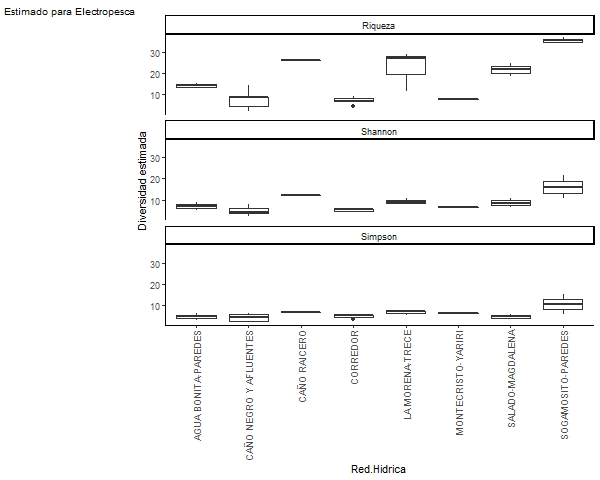 Estimado para Electropesca
Riqueza
30
20
10
Shannon
30
20
10
Simpson
30
20
10
Diversidad estimada
AGUA BONITA-PAREDES
CAÑO NEGRO Y AFLUENTES
CAÑO RAICERO
CORREDOR
LA MORENA-TRECE
MONTECRISTO-YARIRI
SALADO-MAGDALENA
SOGAMOSITO-PAREDES
Red.Hidrica